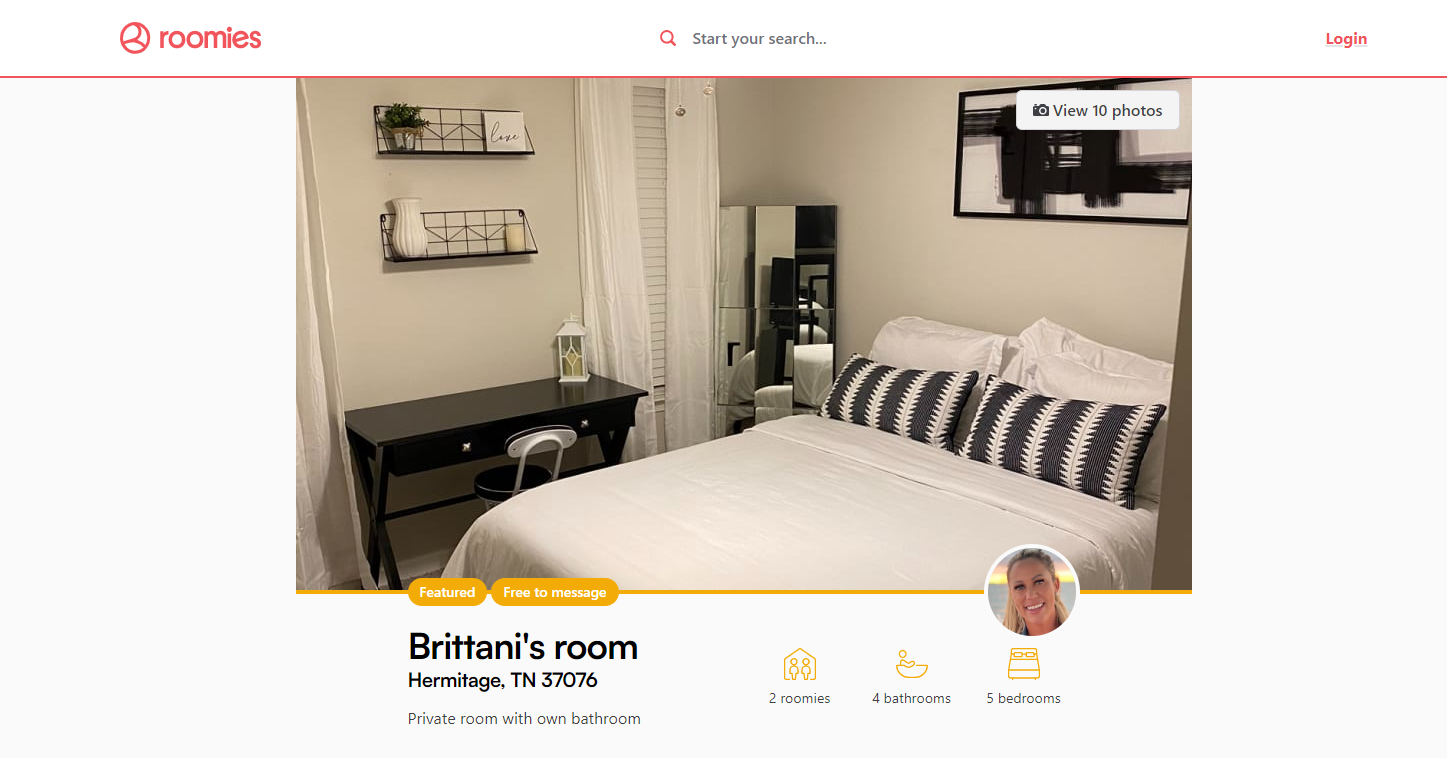 roomies
Start your search...
Login
View 10 photos
love
Featured
Free to message
Brittani's room
Hermitage, TN 37076
Private room with own bathroom
2 roomies
4 bathrooms
5 bedrooms